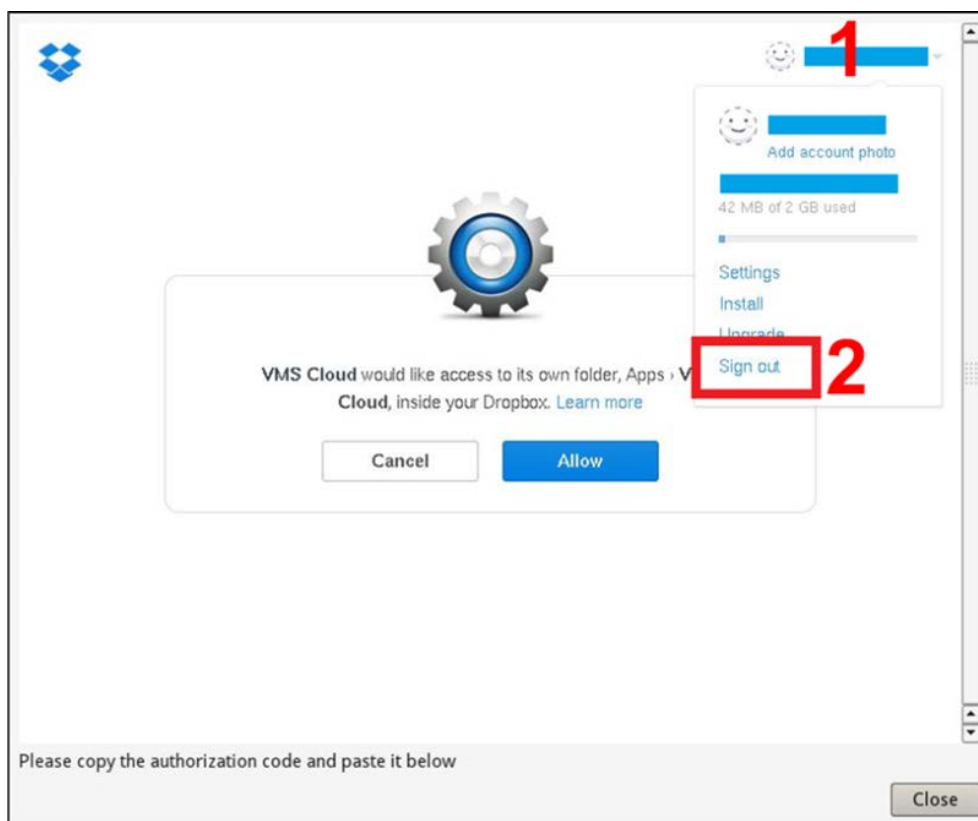 1
Add account photo
42 MB of 2 GB used
Settings
Install
Upgrade
Sign out
2
VMS Cloud would like access to its own folder, Apps › V
Cloud, inside your Dropbox. Learn more
Cancel
Allow
Please copy the authorization code and paste it below
Close